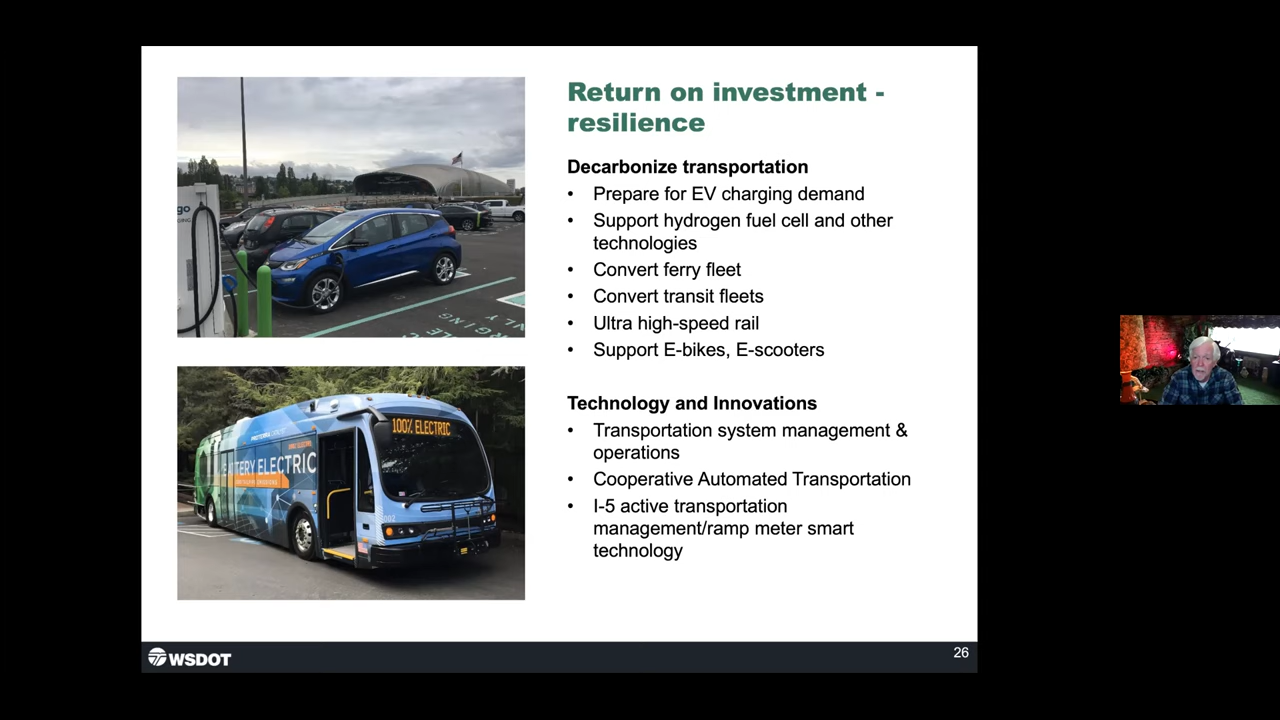 Return on investment -
resilience
Decarbonize transportation
• Prepare for EV charging demand
• Support hydrogen fuel cell and other
technologies
• Convert ferry fleet
• Convert transit fleets
• Ultra high-speed rail
• Support E-bikes, E-scooters
Technology and Innovations
• Transportation system management &
operations
• Cooperative Automated Transportation
• I-5 active transportation
management/ramp meter smart
technology
go
100% ELECTRIC
BATTERY ELECTRIC
WSDOT
26